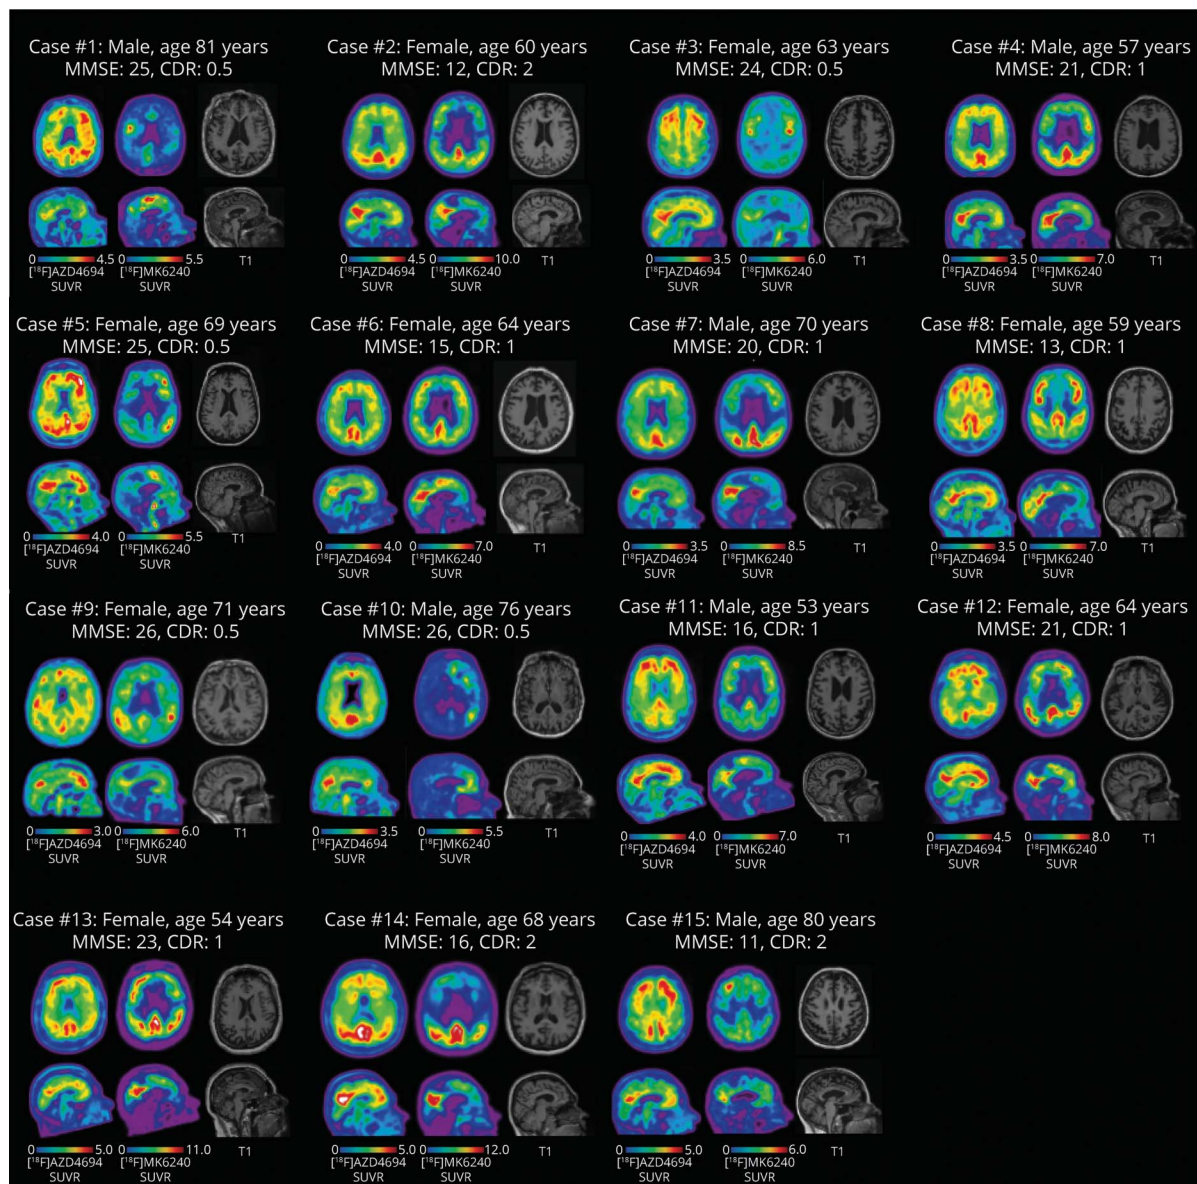 Case #1: Male, age 81 years
MMSE: 25, CDR: 0.5
0 4.5 0 5.5 T1
[¹⁸F]AZD4694 [¹⁸F]MK6240
SUVR SUVR
Case #2: Female, age 60 years
MMSE: 12, CDR: 2
0 4.5 0 10.0 T1
[¹⁸F]AZD4694 [¹⁸F]MK6240
SUVR SUVR
Case #3: Female, age 63 years
MMSE: 24, CDR: 0.5
0 3.5 0 6.0 T1
[¹⁸F]AZD4694 [¹⁸F]MK6240
SUVR SUVR
Case #4: Male, age 57 years
MMSE: 21, CDR: 1
0 3.5 0 7.0 T1
[¹⁸F]AZD4694 [¹⁸F]MK6240
SUVR SUVR
Case #5: Female, age 69 years
MMSE: 25, CDR: 0.5
0 4.0 0 5.5 T1
[¹⁸F]AZD4694 [¹⁸F]MK6240
SUVR SUVR
Case #6: Female, age 64 years
MMSE: 15, CDR: 1
0 4.0 0 7.0 T1
[¹⁸F]AZD4694 [¹⁸F]MK6240
SUVR SUVR
Case #7: Male, age 70 years
MMSE: 20, CDR: 1
0 3.5 0 8.5 T1
[¹⁸F]AZD4694 [¹⁸F]MK6240
SUVR SUVR
Case #8: Female, age 59 years
MMSE: 13, CDR: 1
0 3.5 0 7.0 T1
[¹⁸F]AZD4694 [¹⁸F]MK6240
SUVR SUVR
Case #9: Female, age 71 years
MMSE: 26, CDR: 0.5
0 3.0 0 6.0 T1
[¹⁸F]AZD4694 [¹⁸F]MK6240
SUVR SUVR
Case #10: Male, age 76 years
MMSE: 26, CDR: 0.5
0 3.5 0 5.5 T1
[¹⁸F]AZD4694 [¹⁸F]MK6240
SUVR SUVR
Case #11: Male, age 53 years
MMSE: 16, CDR: 1
0 4.0 0 7.0 T1
[¹⁸F]AZD4694 [¹⁸F]MK6240
SUVR SUVR
Case #12: Female, age 64 years
MMSE: 21, CDR: 1
0 4.5 0 8.0 T1
[¹⁸F]AZD4694 [¹⁸F]MK6240
SUVR SUVR
Case #13: Female, age 54 years
MMSE: 23, CDR: 1
0 5.0 0 11.0 T1
[¹⁸F]AZD4694 [¹⁸F]MK6240
SUVR SUVR
Case #14: Female, age 68 years
MMSE: 16, CDR: 2
0 5.0 0 12.0 T1
[¹⁸F]AZD4694 [¹⁸F]MK6240
SUVR SUVR
Case #15: Male, age 80 years
MMSE: 11, CDR: 2
0 5.0 0 6.0 T1
[¹⁸F]AZD4694 [¹⁸F]MK6240
SUVR SUVR